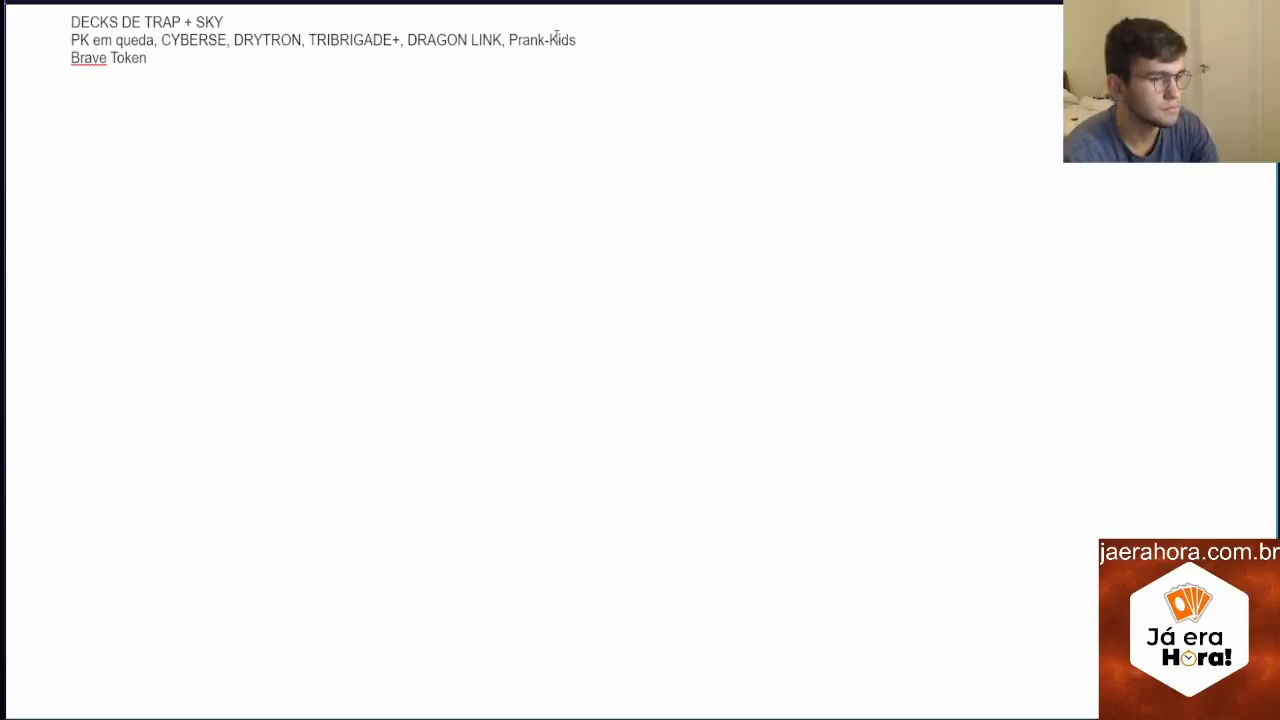 DECKS DE TRAP + SKY
PK em queda, CYBERSE, DRYTRON, TRIBRIGADE+, DRAGON LINK, Prank-Kids
Brave Token
jaerahora.com.br
Já era
Hora!